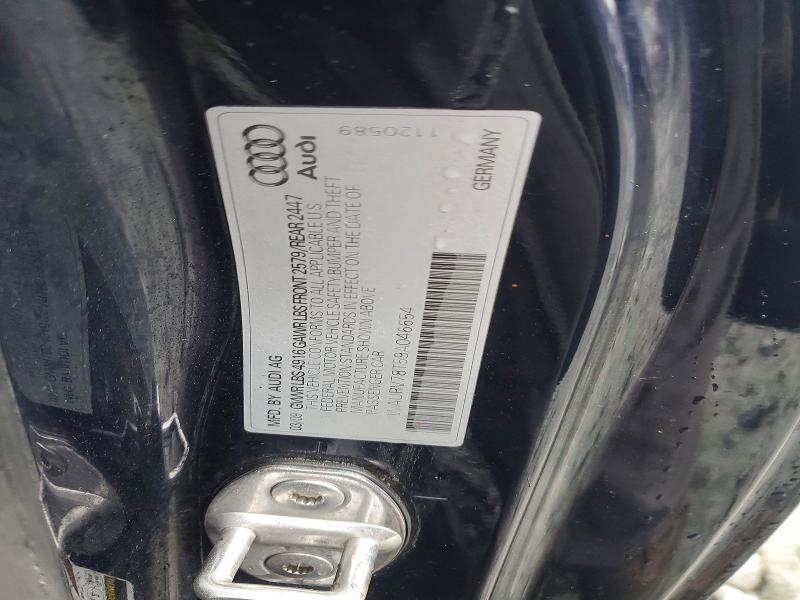 Audi
1120589
MFD. BY AUDI AG
03/09 GVWR LBS 4916 GAWR LBS FRONT 2579/REAR 2447
THIS VEHICLE CONFORMS TO ALL APPLICABLE U.S.
FEDERAL MOTOR VEHICLE SAFETY BUMPER AND THEFT
PREVENTION STANDARDS IN EFFECT ON THE DATE OF
MANUFACTURE SHOWN ABOVE
PASSENGER CAR
WAURV78T59A046654
GERMANY